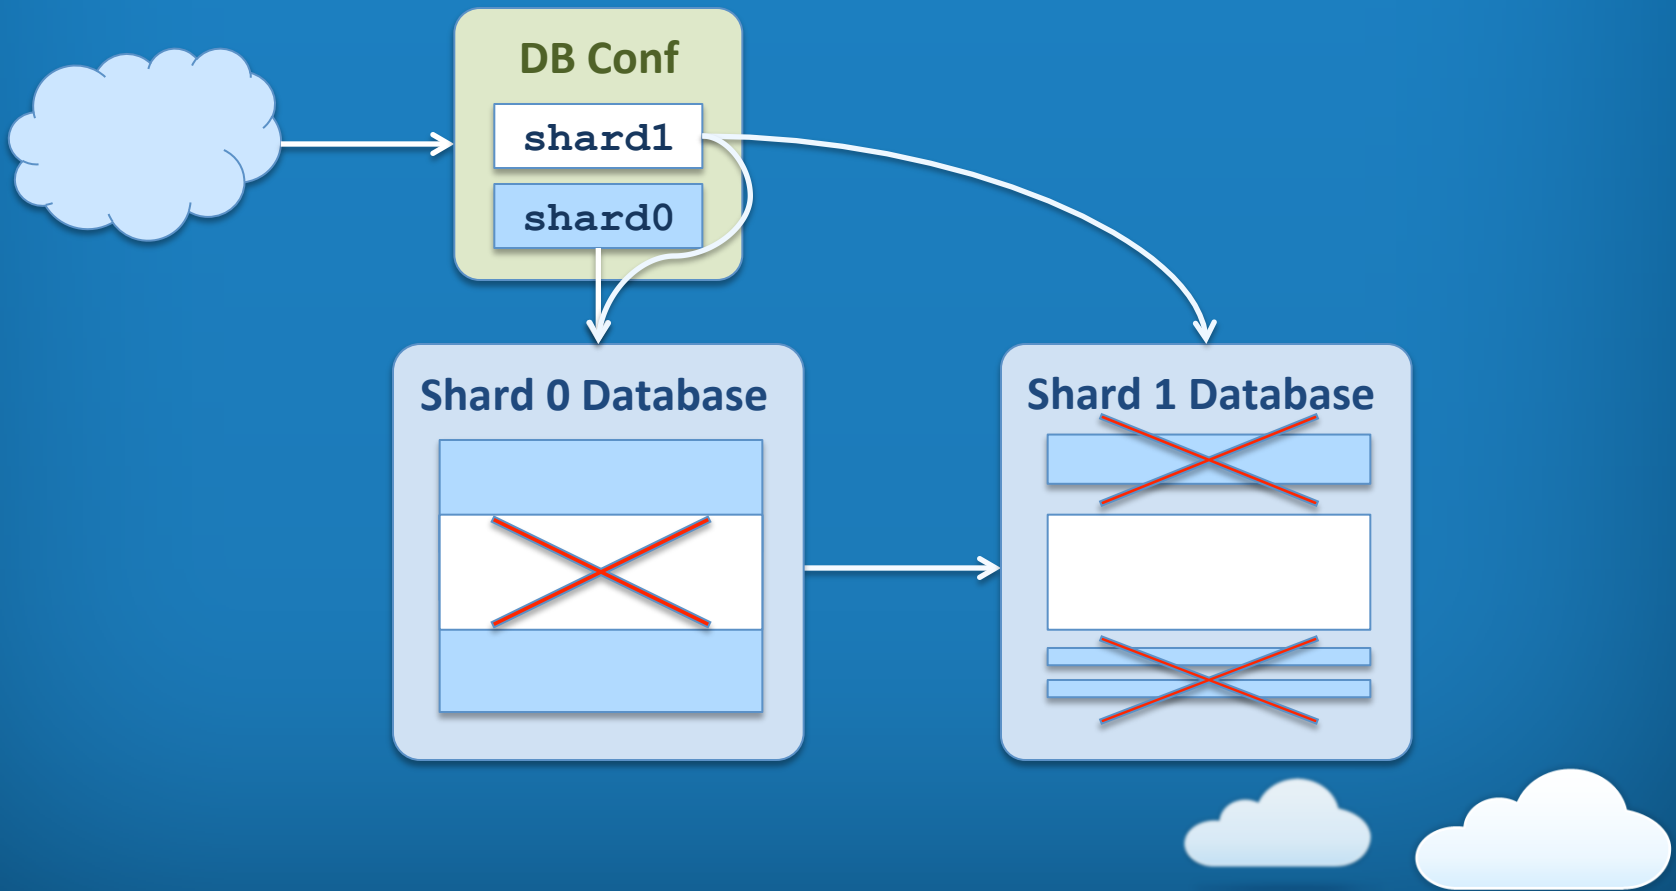 DB Conf
shard1
shard0
Shard 0 Database
Shard 1 Database